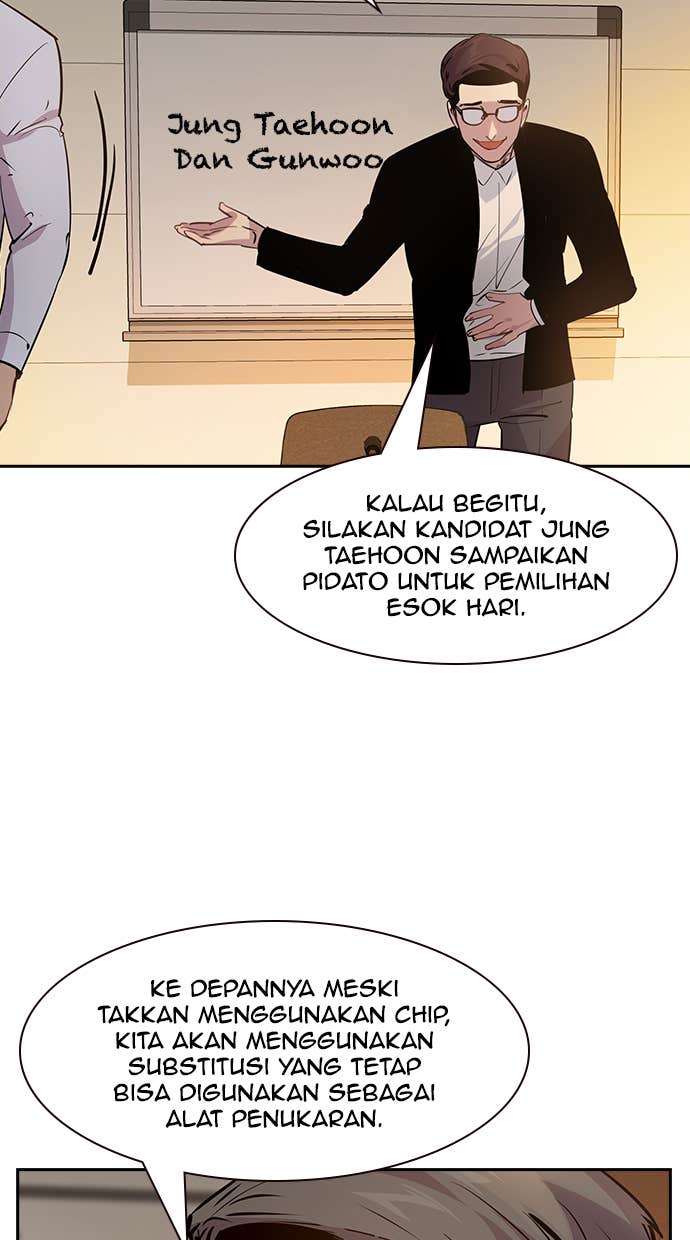 Jung Taehoon
Dan Gunwoo
KALAU BEGITU,
SILAKAN KANDIDAT JUNG
TAEHOON SAMPAIKAN
PIDATO UNTUK PEMILIHAN
ESOK HARI.
KE DEPANNYA MESKI
TAKKAN MENGGUNAKAN CHIP,
KITA AKAN MENGGUNAKAN
SUBSTITUSI YANG TETAP
BISA DIGUNAKAN SEBAGAI
ALAT PENUKARAN.